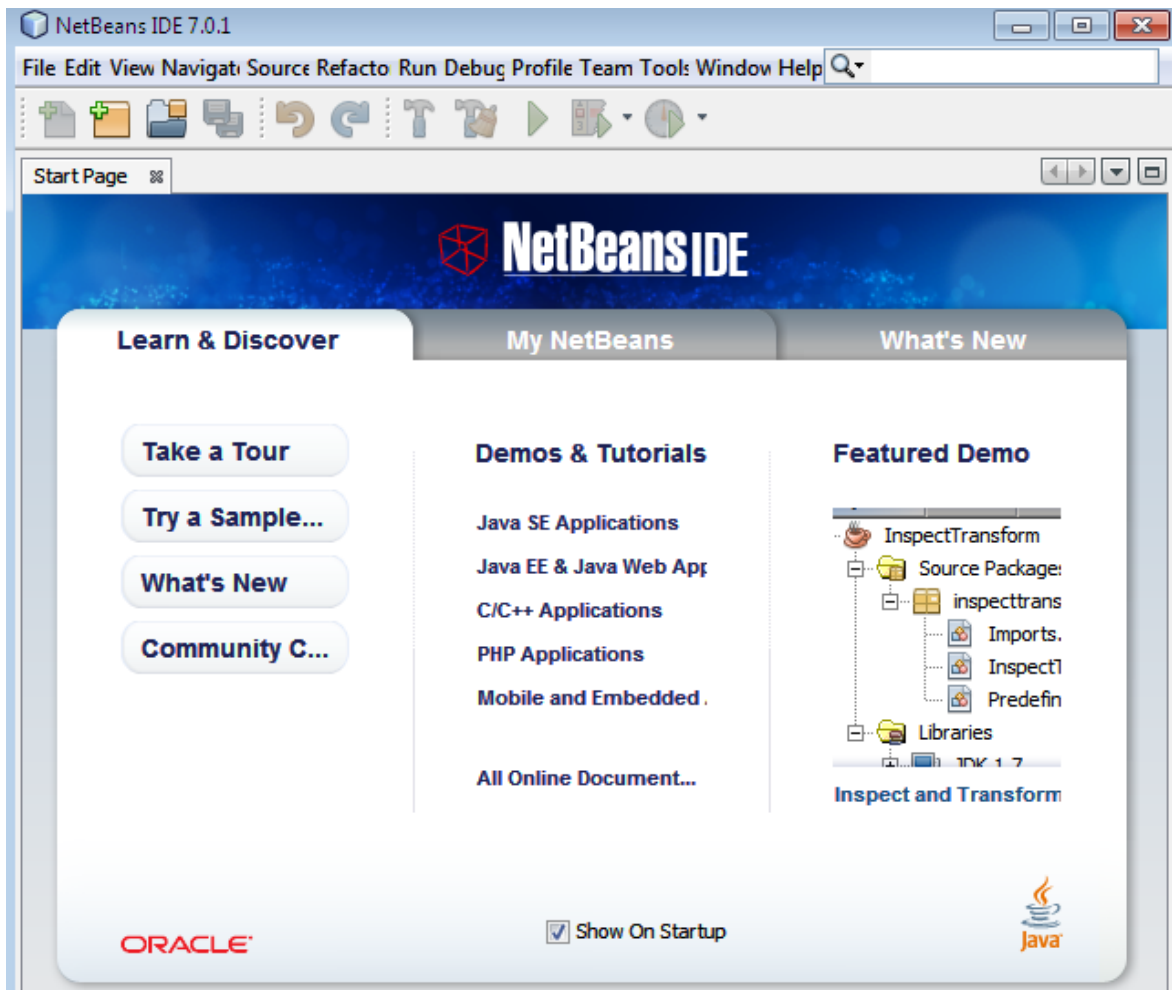 NetBeans IDE 7.0.1
File Edit View Navigat Source Refacto Run Debug Profile Team Tools Window Help
Start Page
NetBeans IDE
Learn & Discover My NetBeans What's New
Take a Tour Demos & Tutorials Featured Demo
Try a Sample...
Java SE Applications
InspectTransform
Java EE & Java Web App
Source Packages
What's New
inspecttrans
C/C++ Applications
Imports.
Community C...
PHP Applications
InspectT
Mobile and Embedded
Predefin
Libraries
JDK 1.7
All Online Document...
Inspect and Transform
Show On Startup
ORACLE
Java